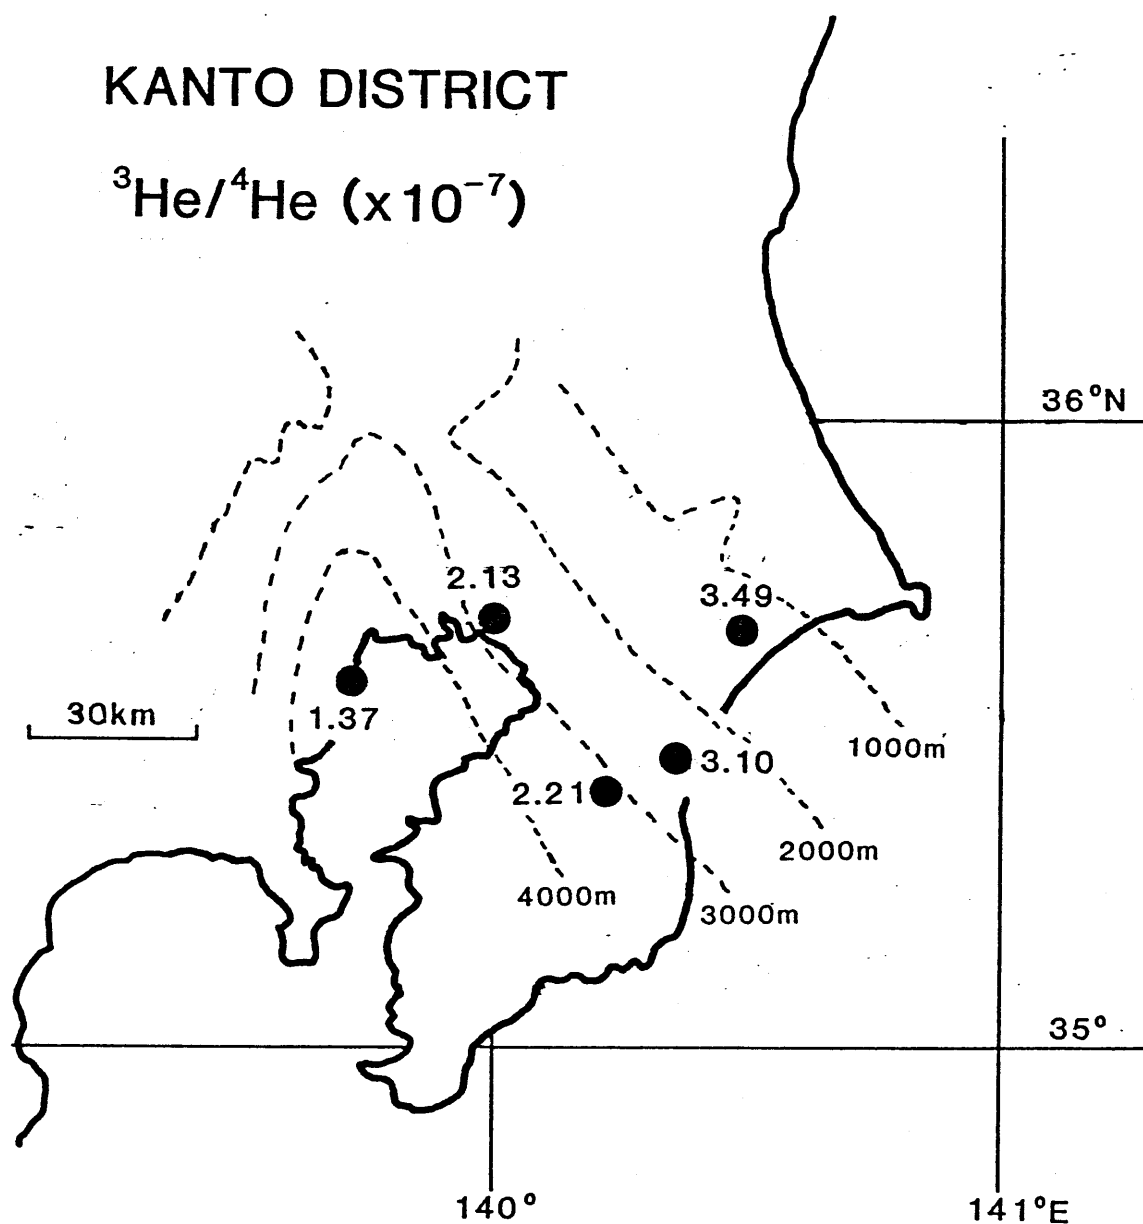 KANTO DISTRICT
³He/⁴He (x10⁻⁷)
36°N
2.13
3.49
30km
1.37
1000m
3.10
2.21
2000m
4000m
3000m
35°
140°
141°E